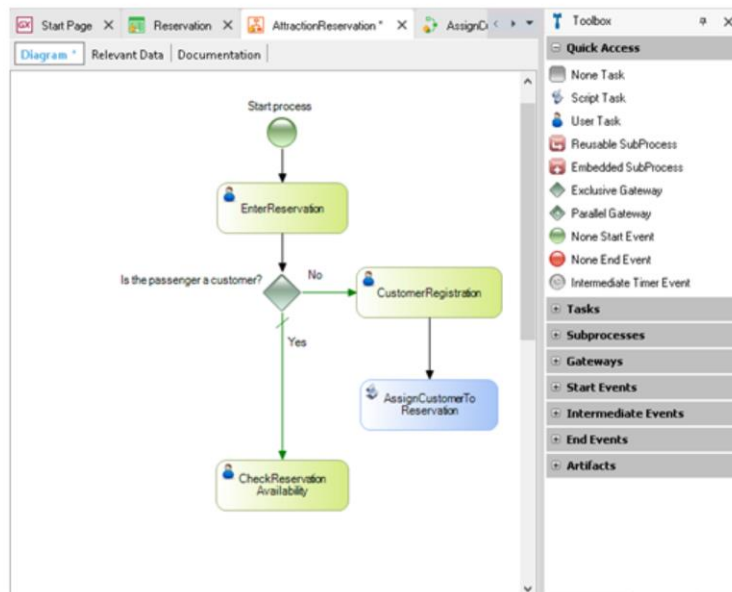 GX Start Page
Reservation
AttractionReservation *
Diagram *
Relevant Data
Documentation
Start process
EnterReservation
Is the passenger a customer?
No
CustomerRegistration
Yes
AssignCustomerTo
Reservation
CheckReservation
Availability
Toolbox
Quick Access
None Task
Script Task
User Task
Reusable SubProcess
Embedded SubProcess
Exclusive Gateway
Parallel Gateway
None Start Event
None End Event
Intermediate Timer Event
Tasks
Subprocesses
Gateways
Start Events
Intermediate Events
End Events
Artifacts